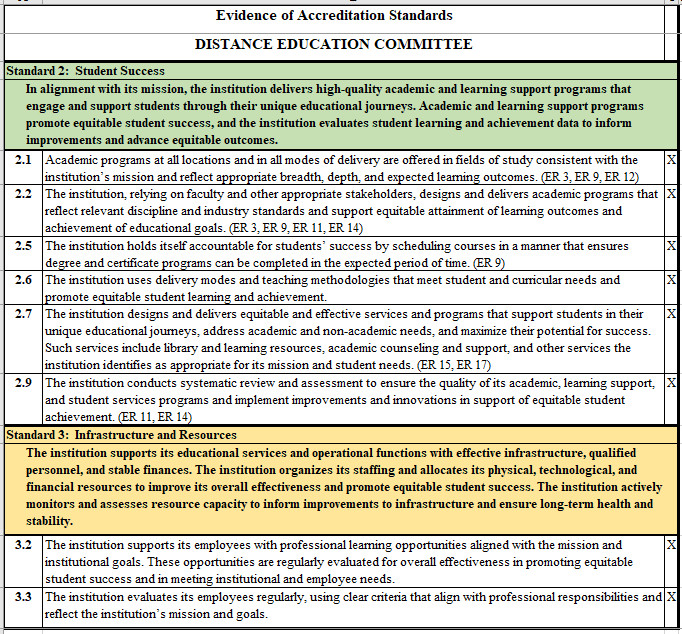 Evidence of Accreditation Standards
DISTANCE EDUCATION COMMITTEE
Standard 2: Student Success
In alignment with its mission, the institution delivers high-quality academic and learning support programs that
engage and support students through their unique educational journeys. Academic and learning support programs
promote equitable student success, and the institution evaluates student learning and achievement data to inform
improvements and advance equitable outcomes.
2.1 Academic programs at all locations and in all modes of delivery are offered in fields of study consistent with the X
institution's mission and reflect appropriate breadth, depth, and expected learning outcomes. (ER 3, ER 9, ER 12)
2.2 The institution, relying on faculty and other appropriate stakeholders, designs and delivers academic programs that X
reflect relevant discipline and industry standards and support equitable attainment of learning outcomes and
achievement of educational goals. (ER 3, ER 9, ER 11, ER 14)
2.5 The institution holds itself accountable for students' success by scheduling courses in a manner that ensures X
degree and certificate programs can be completed in the expected period of time. (ER 9)
2.6 The institution uses delivery modes and teaching methodologies that meet student and curricular needs and X
promote equitable student learning and achievement.
2.7 The institution designs and delivers equitable and effective services and programs that support students in their X
unique educational journeys, address academic and non-academic needs, and maximize their potential for success.
Such services include library and learning resources, academic counseling and support, and other services the
institution identifies as appropriate for its mission and student needs. (ER 15, ER 17)
2.9 The institution conducts systematic review and assessment to ensure the quality of its academic, learning support, X
and student services programs and implement improvements and innovations in support of equitable student
achievement. (ER 11, ER 14)
Standard 3: Infrastructure and Resources
The institution supports its educational services and operational functions with effective infrastructure, qualified
personnel, and stable finances. The institution organizes its staffing and allocates its physical, technological, and
financial resources to improve its overall effectiveness and promote equitable student success. The institution actively
monitors and assesses resource capacity to inform improvements to infrastructure and ensure long-term health and
stability.
3.2 The institution supports its employees with professional learning opportunities aligned with the mission and X
institutional goals. These opportunities are regularly evaluated for overall effectiveness in promoting equitable
student success and in meeting institutional and employee needs.
3.3 The institution evaluates its employees regularly, using clear criteria that align with professional responsibilities and X
reflect the institution's mission and goals.